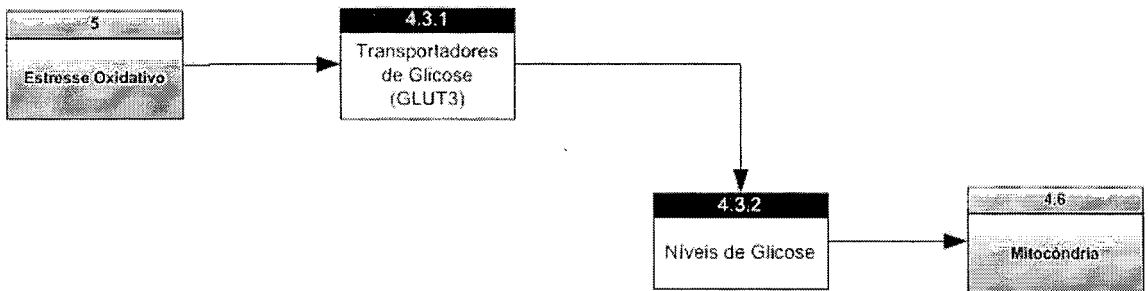 5
Estresse Oxidativo
4.3.1
Transportadores
de Glicose
(GLUT3)
4.3.2
Níveis de Glicose
4.6
Mitocôndria